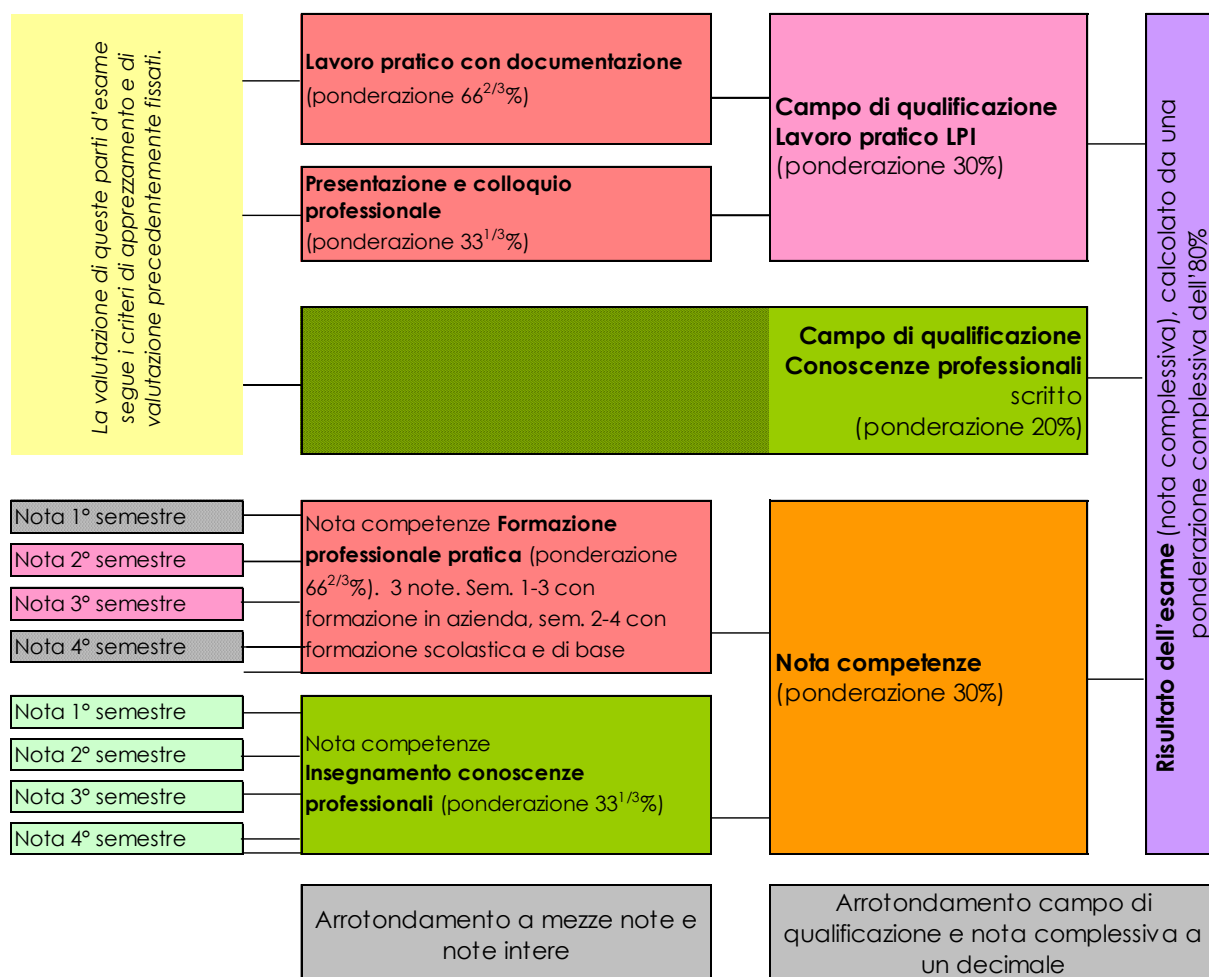 La valutazione di queste parti d'esame
segue i criteri di apprezzamento e di
valutazione precedentemente fissati.
Lavoro pratico con documentazione
(ponderazione 66^2/3%)
Presentazione e colloquio
professionale
(ponderazione 33^1/3%)
Campo di qualificazione
Lavoro pratico LPI
(ponderazione 30%)
Campo di qualificazione
Conoscenze professionali
scritto
(ponderazione 20%)
Nota 1° semestre
Nota 2° semestre
Nota 3° semestre
Nota 4° semestre
Nota competenze Formazione
professionale pratica (ponderazione
66^2/3%). 3 note. Sem. 1-3 con
formazione in azienda, sem. 2-4 con
formazione scolastica e di base
Nota 1° semestre
Nota 2° semestre
Nota 3° semestre
Nota 4° semestre
Nota competenze
Insegnamento conoscenze
professionali (ponderazione 33^1/3%)
Nota competenze
(ponderazione 30%)
Risultato dell'esame (nota complessiva), calcolato da una
ponderazione complessiva dell'80%
Arrotondamento a mezze note e
note intere
Arrotondamento campo di
qualificazione e nota complessiva a
un decimale